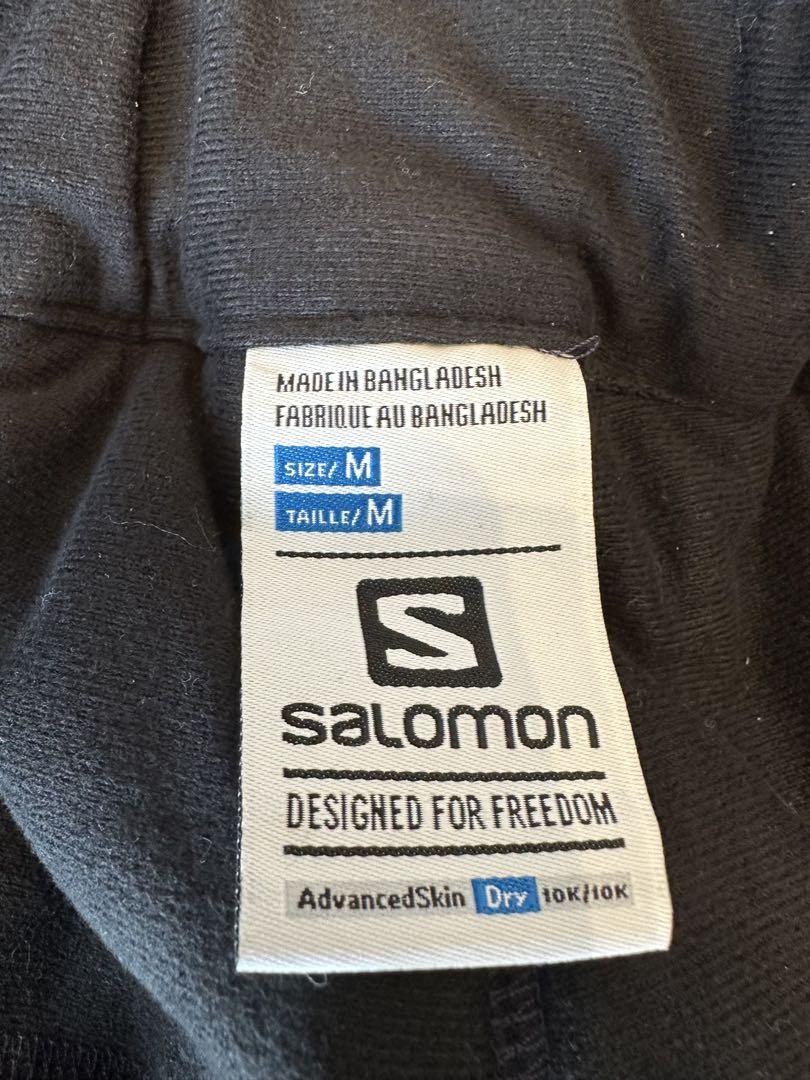 MADE IN BANGLADESH
FABRIQUE AU BANGLADESH
SIZE/ M
TAILLE/ M
S
salomon
DESIGNED FOR FREEDOM
AdvancedSkin Dry 10K/10K